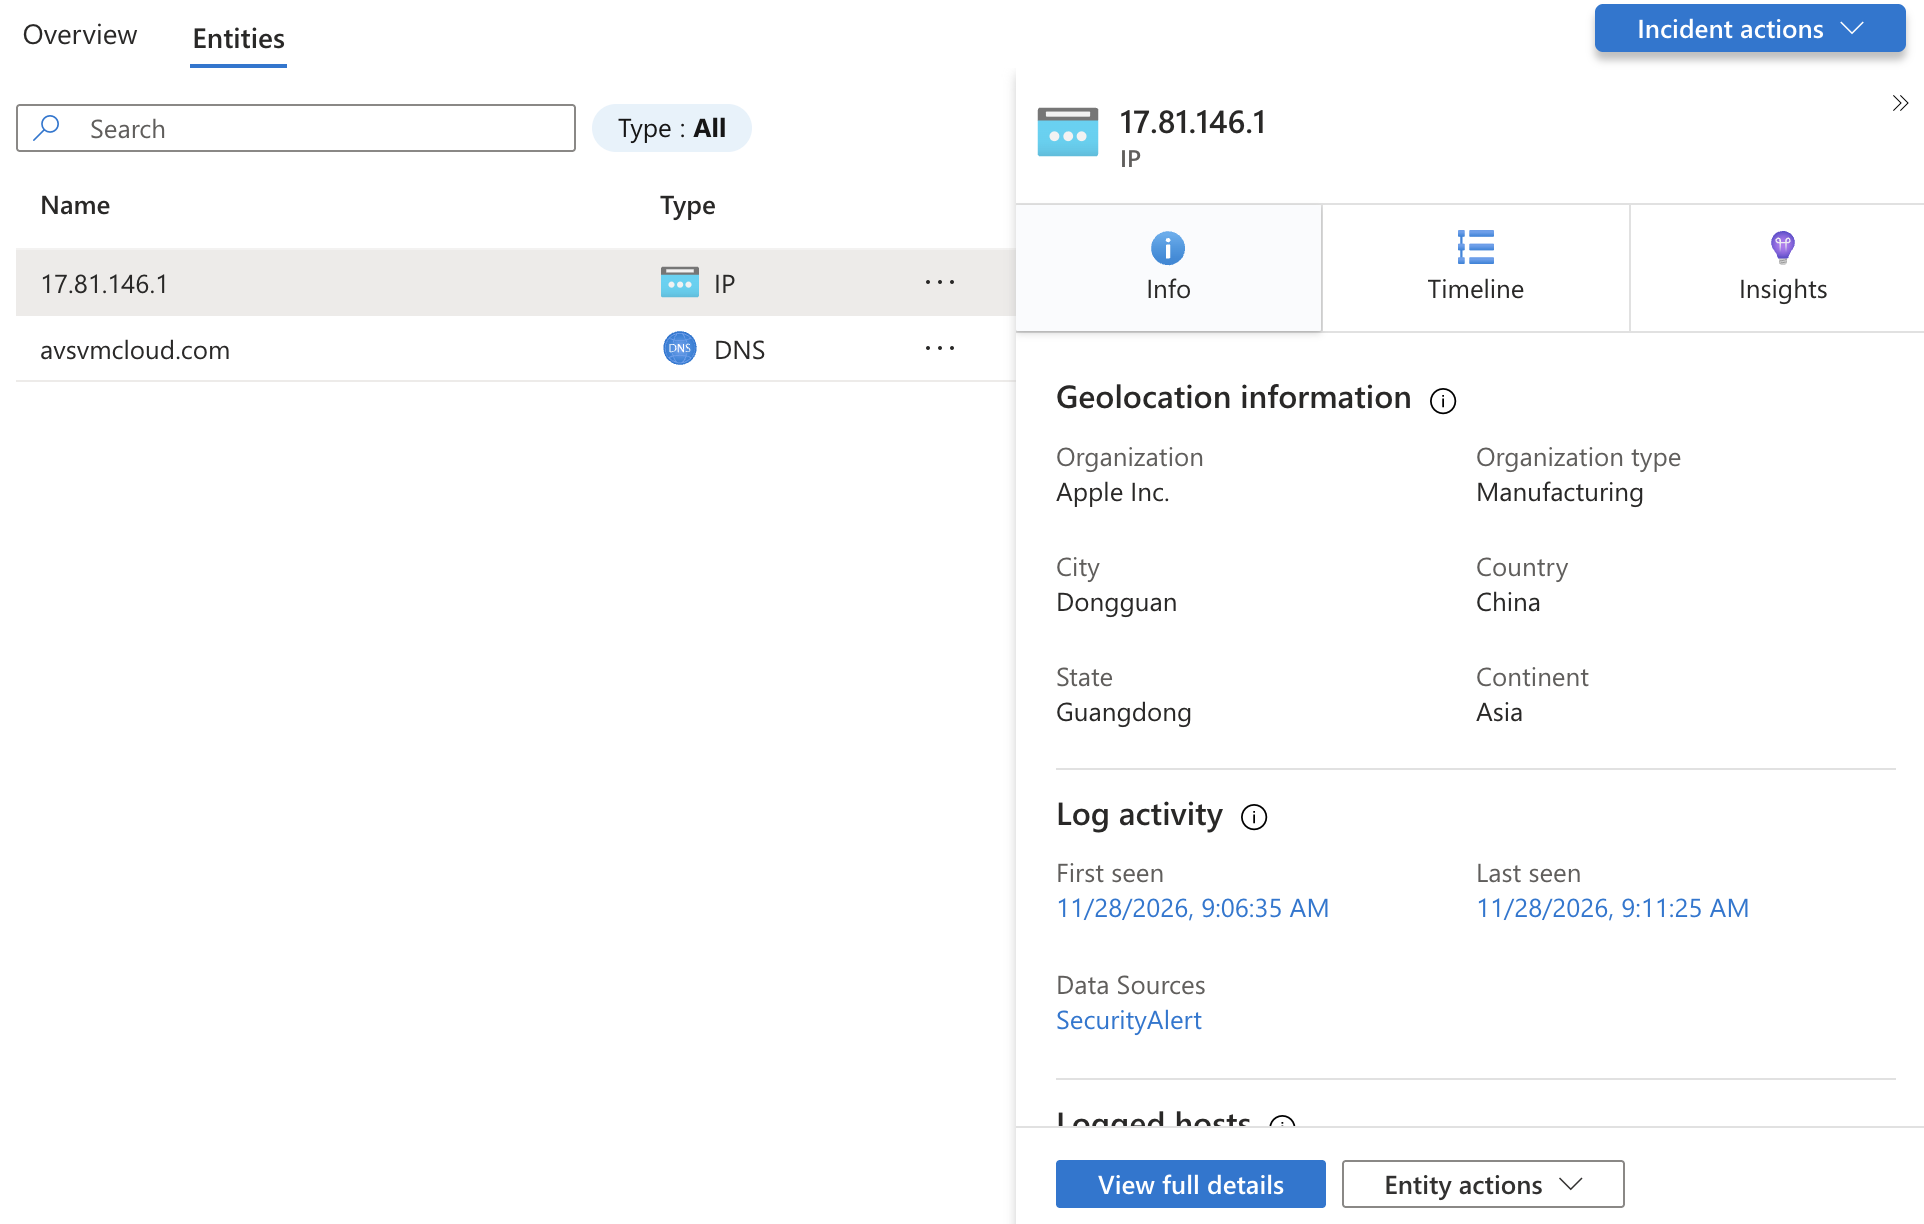 Overview
Entities
Incident actions
Search
Type : All
Name
Type
17.81.146.1
IP
avsvmcloud.com
DNS
DNS
17.81.146.1
IP
Info
Timeline
Insights
Geolocation information
Organization
Organization type
Apple Inc.
Manufacturing
City
Country
Dongguan
China
State
Continent
Guangdong
Asia
Log activity
First seen
Last seen
11/28/2026, 9:06:35 AM
11/28/2026, 9:11:25 AM
Data Sources
SecurityAlert
Logged hosts
View full details
Entity actions